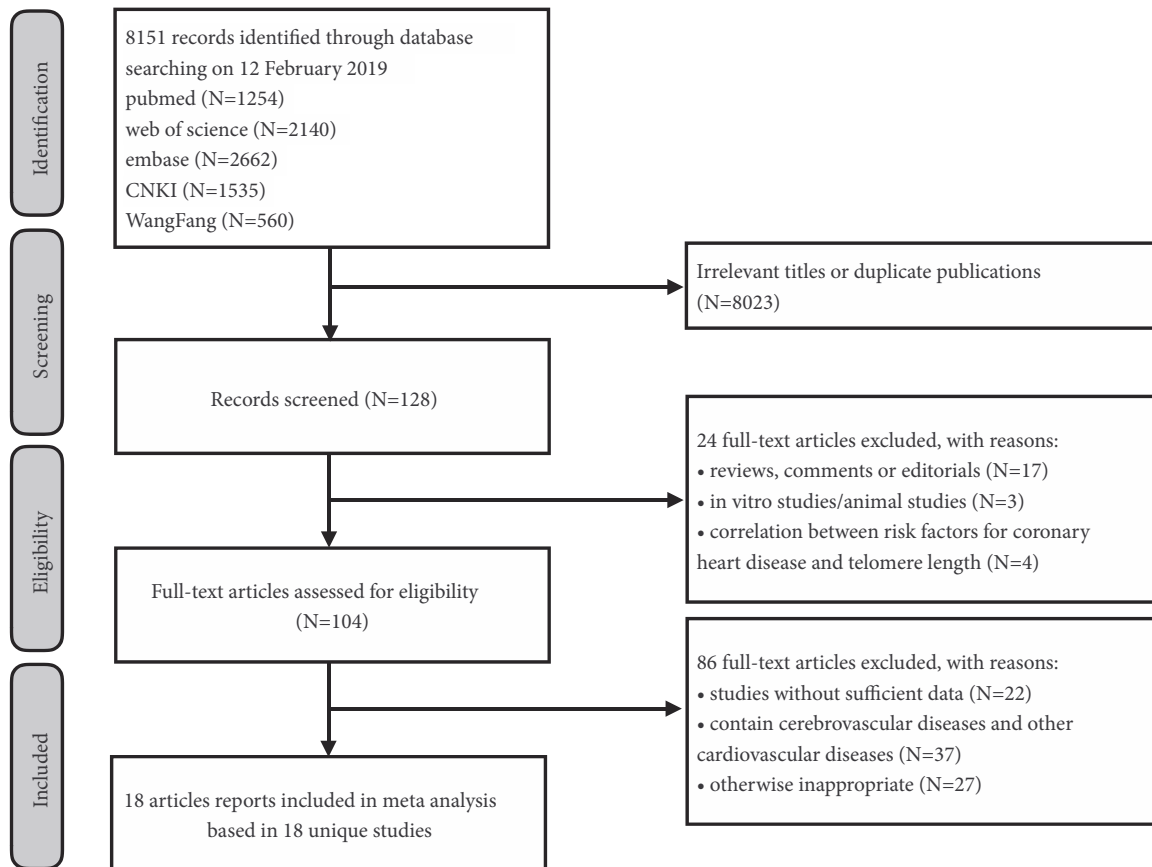 Identification
8151 records identified through database
searching on 12 February 2019
pubmed (N=1254)
web of science (N=2140)
embase (N=2662)
CNKI (N=1535)
WangFang (N=560)
Irrelevant titles or duplicate publications
(N=8023)
Screening
Records screened (N=128)
24 full-text articles excluded, with reasons:
• reviews, comments or editorials (N=17)
• in vitro studies/animal studies (N=3)
• correlation between risk factors for coronary
heart disease and telomere length (N=4)
Eligibility
Full-text articles assessed for eligibility
(N=104)
86 full-text articles excluded, with reasons:
• studies without sufficient data (N=22)
• contain cerebrovascular diseases and other
cardiovascular diseases (N=37)
• otherwise inappropriate (N=27)
Included
18 articles reports included in meta analysis
based in 18 unique studies